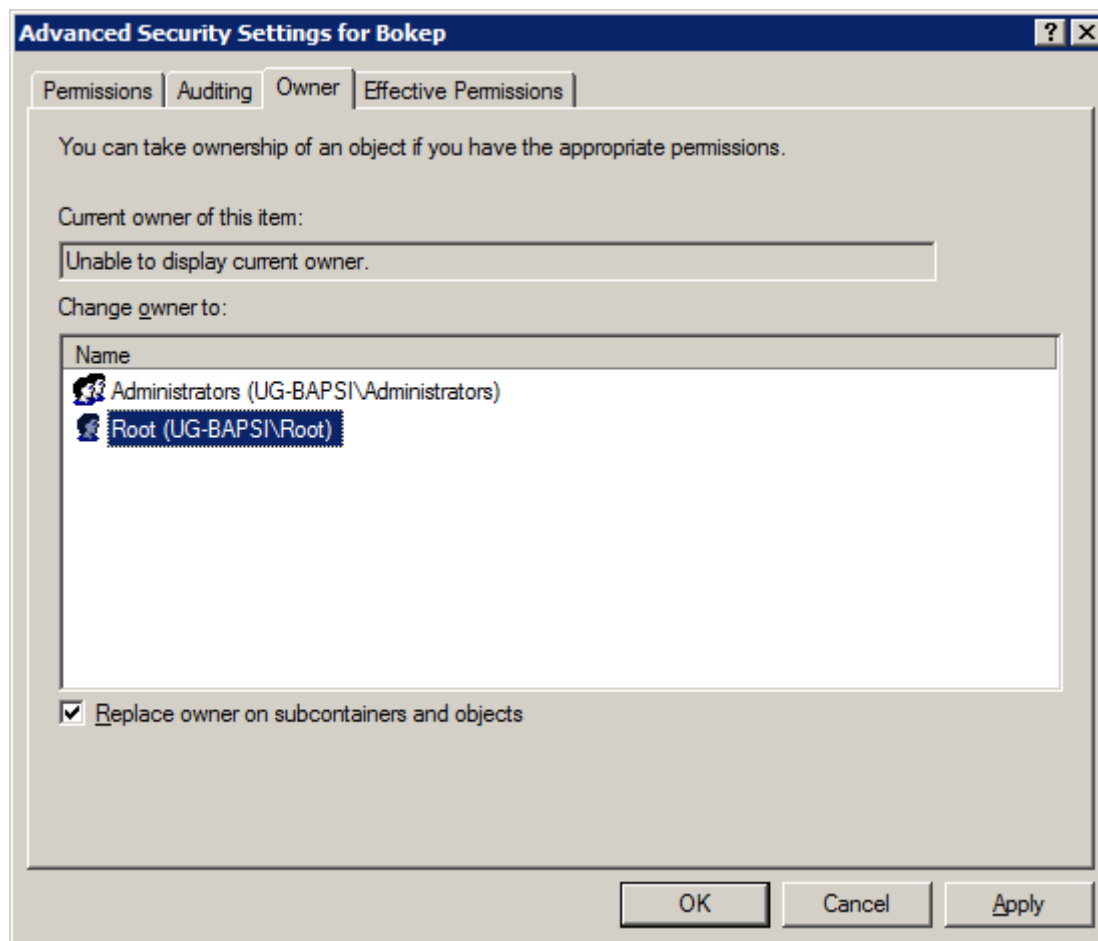 Advanced Security Settings for Bokep
Permissions Auditing Owner Effective Permissions
You can take ownership of an object if you have the appropriate permissions.
Current owner of this item:
Unable to display current owner.
Change owner to:
Name
Administrators (UG-BAPSI\Administrators)
Root (UG-BAPSI\Root)
Replace owner on subcontainers and objects
OK Cancel Apply